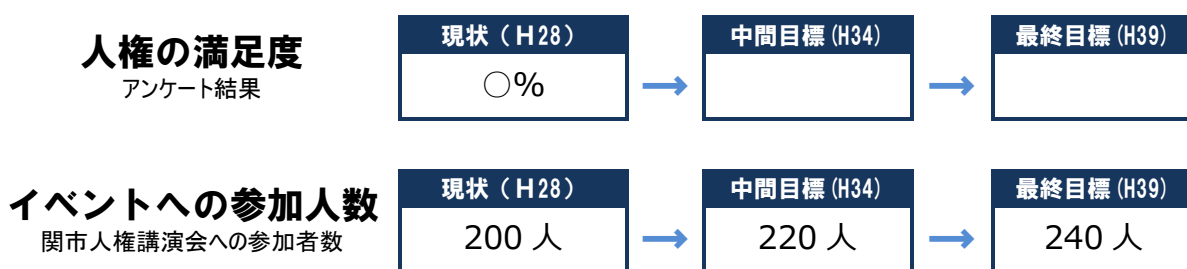 人権の満足度
アンケート結果
現状（H28）
○%
→
中間目標(H34)
→
最終目標(H39)
イベントへの参加人数
関市人権講演会への参加者数
現状（H28）
200 人
→
中間目標(H34)
220 人
→
最終目標(H39)
240 人